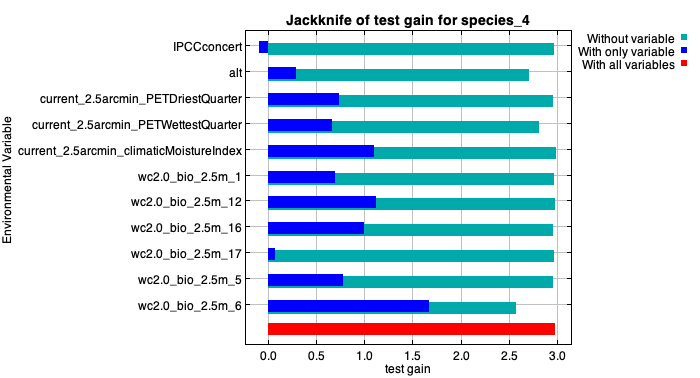 Jackknife of test gain for species_4
Without variable
With only variable
With all variables
Environmental Variable
IPCCconcert
alt
current_2.5arcmin_PETDriestQuarter
current_2.5arcmin_PETWettestQuarter
current_2.5arcmin_climaticMoistureIndex
wc2.0_bio_2.5m_1
wc2.0_bio_2.5m_12
wc2.0_bio_2.5m_16
wc2.0_bio_2.5m_17
wc2.0_bio_2.5m_5
wc2.0_bio_2.5m_6
0.0 0.5 1.0 1.5 2.0 2.5 3.0
test gain